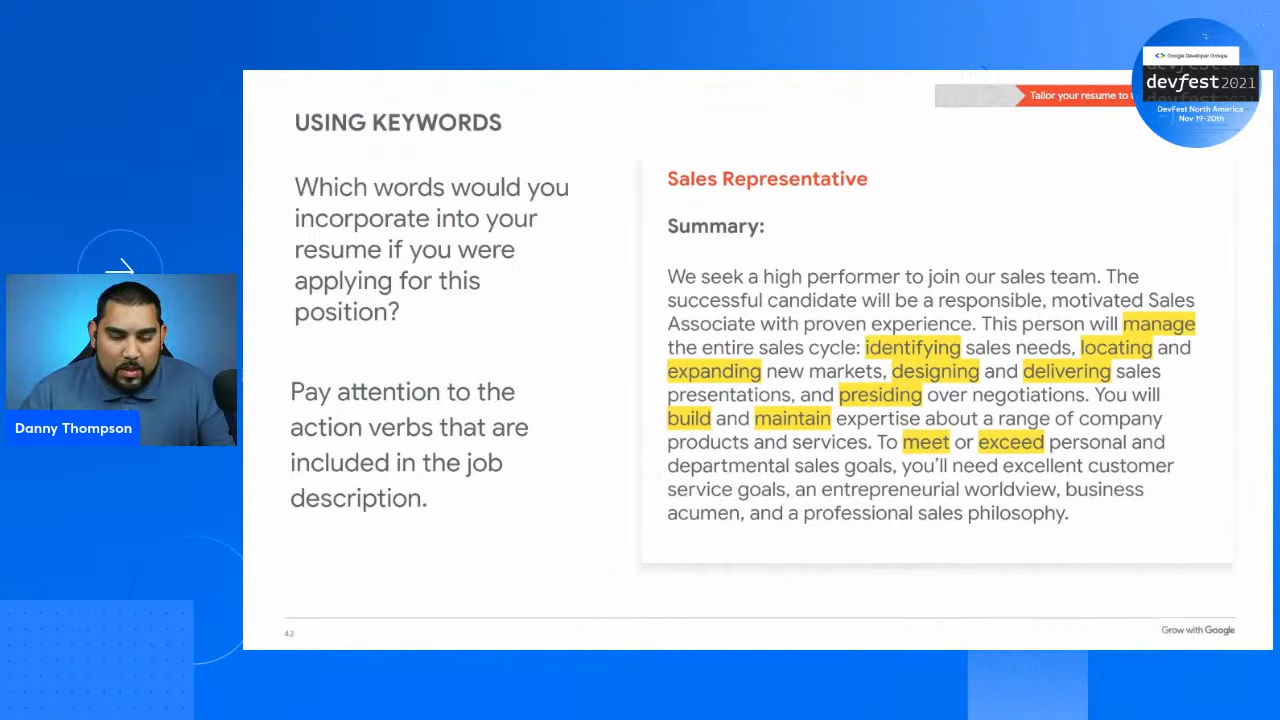 Google Developer Groups
devfest 2021
DevFest North America
Nov 19-20th
Tailor your resume to
USING KEYWORDS
Which words would you
incorporate into your
resume if you were
applying for this
position?
Pay attention to the
action verbs that are
included in the job
description.
Sales Representative
Summary:
We seek a high performer to join our sales team. The
successful candidate will be a responsible, motivated Sales
Associate with proven experience. This person will manage
the entire sales cycle: identifying sales needs, locating and
expanding new markets, designing and delivering sales
presentations, and presiding over negotiations. You will
build and maintain expertise about a range of company
products and services. To meet or exceed personal and
departmental sales goals, you’ll need excellent customer
service goals, an entrepreneurial worldview, business
acumen, and a professional sales philosophy.
Danny Thompson
42
Grow with Google